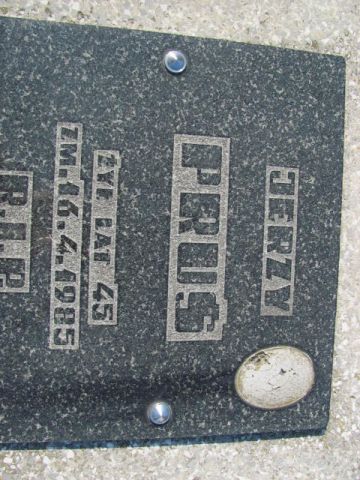 JERZY
PRUS
ŻYŁ LAT 45
ZM. 16.4.1985
R.I.P